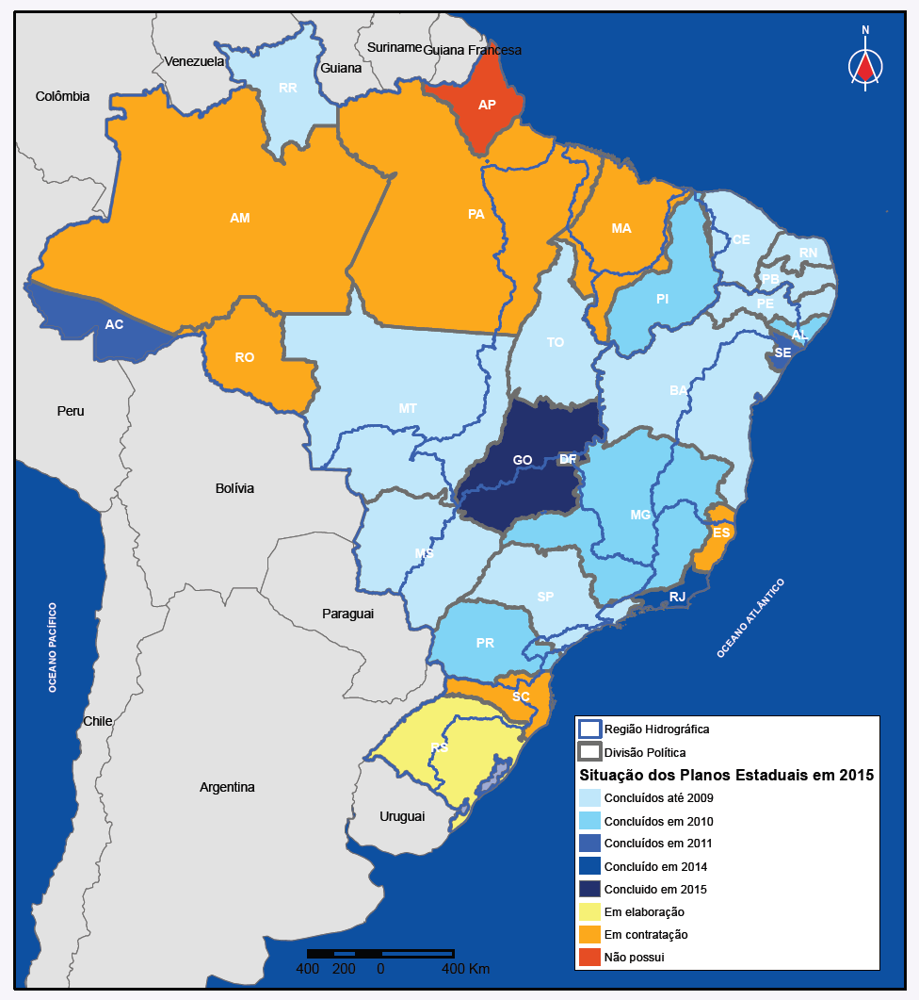 N
Suriname
Guiana Francesa
Venezuela
Guiana
Colômbia
RR
AP
AM
PA
MA
CE
RN
PB
PI
PE
AC
AL
TO
SE
RO
BA
MT
Peru
GO
DF
Bolívia
MG
ES
MS
SP
RJ
Paraguai
OCEANO ATLÂNTICO
OCEANO PACÍFICO
PR
SC
Chile
RS
Argentina
Uruguai
Região Hidrográfica
Divisão Política
Situação dos Planos Estaduais em 2015
Concluídos até 2009
Concluídos em 2010
Concluídos em 2011
Concluído em 2014
Concluido em 2015
Em elaboração
Em contratação
Não possui
400 200 0 400 Km